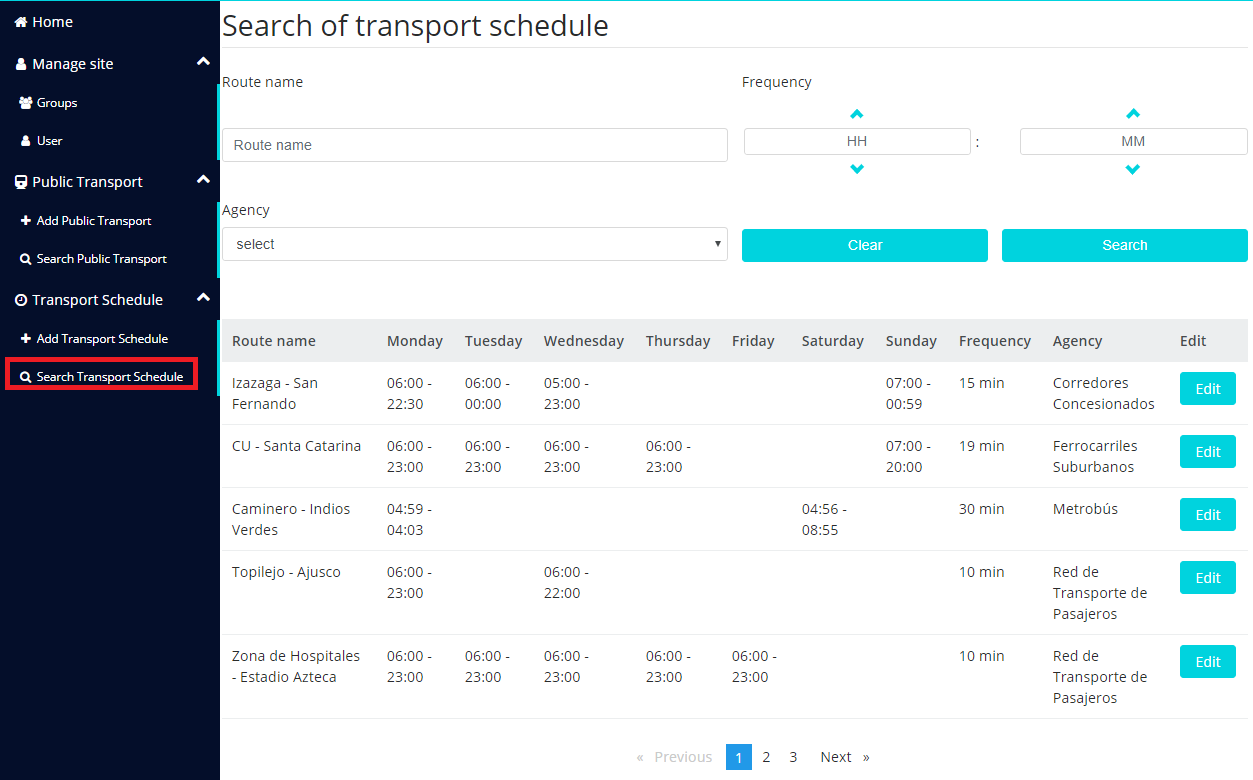 Home
Manage site
Groups
User
Public Transport
Add Public Transport
Search Public Transport
Transport Schedule
Add Transport Schedule
Search Transport Schedule
Search of transport schedule
Route name
Frequency
Route name
HH : MM
Agency
select
Clear
Search
Route name Monday Tuesday Wednesday Thursday Friday Saturday Sunday Frequency Agency Edit
Izazaga - San 06:00 - 06:00 - 05:00 - 07:00 - 15 min Corredores Edit
Fernando 22:30 00:00 23:00 00:59 Concesionados
CU - Santa Catarina 06:00 - 06:00 - 06:00 - 06:00 - 07:00 - 19 min Ferrocarriles Edit
23:00 23:00 23:00 23:00 20:00 Suburbanos
Caminero - Indios 04:59 - 04:56 - 30 min Metrobús Edit
Verdes 04:03 08:55
Topilejo - Ajusco 06:00 - 06:00 - 10 min Red de Edit
23:00 22:00 Transporte de
Pasajeros
Zona de Hospitales 06:00 - 06:00 - 06:00 - 06:00 - 06:00 - 10 min Red de Edit
- Estadio Azteca 23:00 23:00 23:00 23:00 23:00 Transporte de
Pasajeros
« Previous 1 2 3 Next »